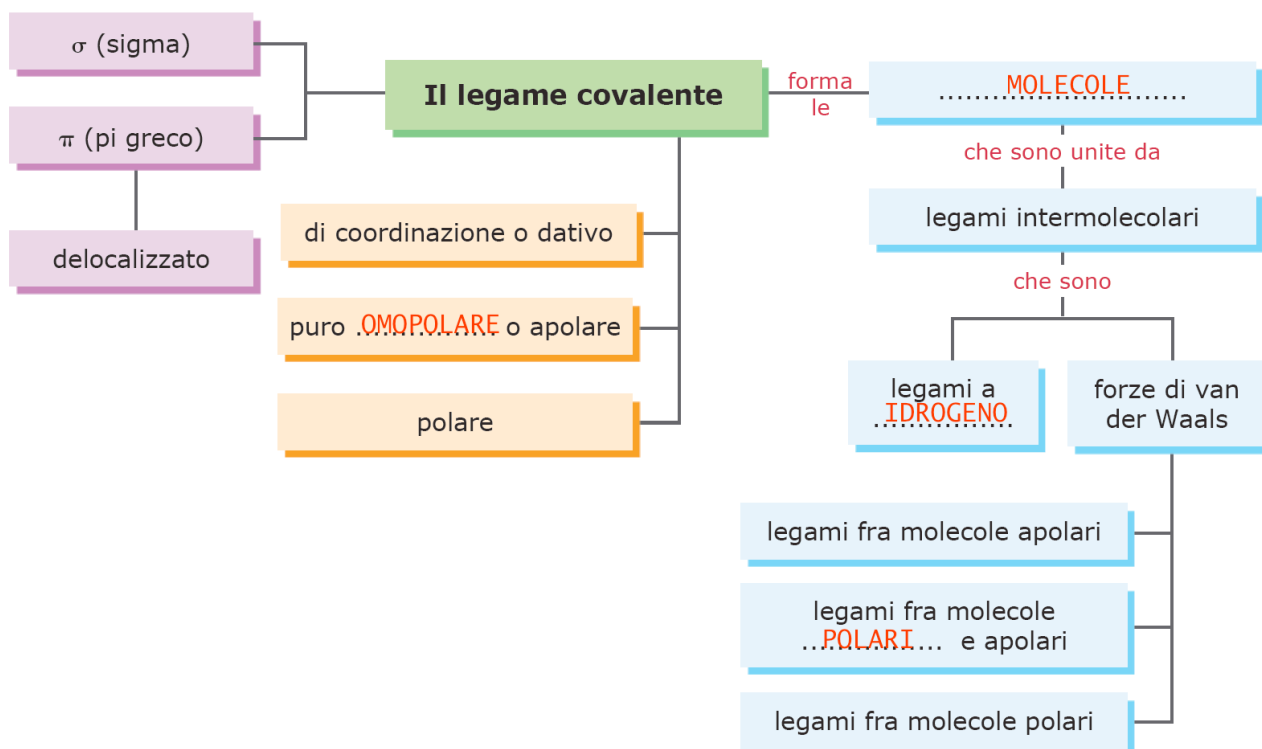 σ (sigma)
π (pi greco)
delocalizzato
Il legame covalente
di coordinazione o dativo
puro OMOPOLARE o apolare
polare
forma
le
MOLECOLE
che sono unite da
legami intermolecolari
che sono
legami a
IDROGENO
forze di van
der Waals
legami fra molecole apolari
legami fra molecole
POLARI e apolari
legami fra molecole polari